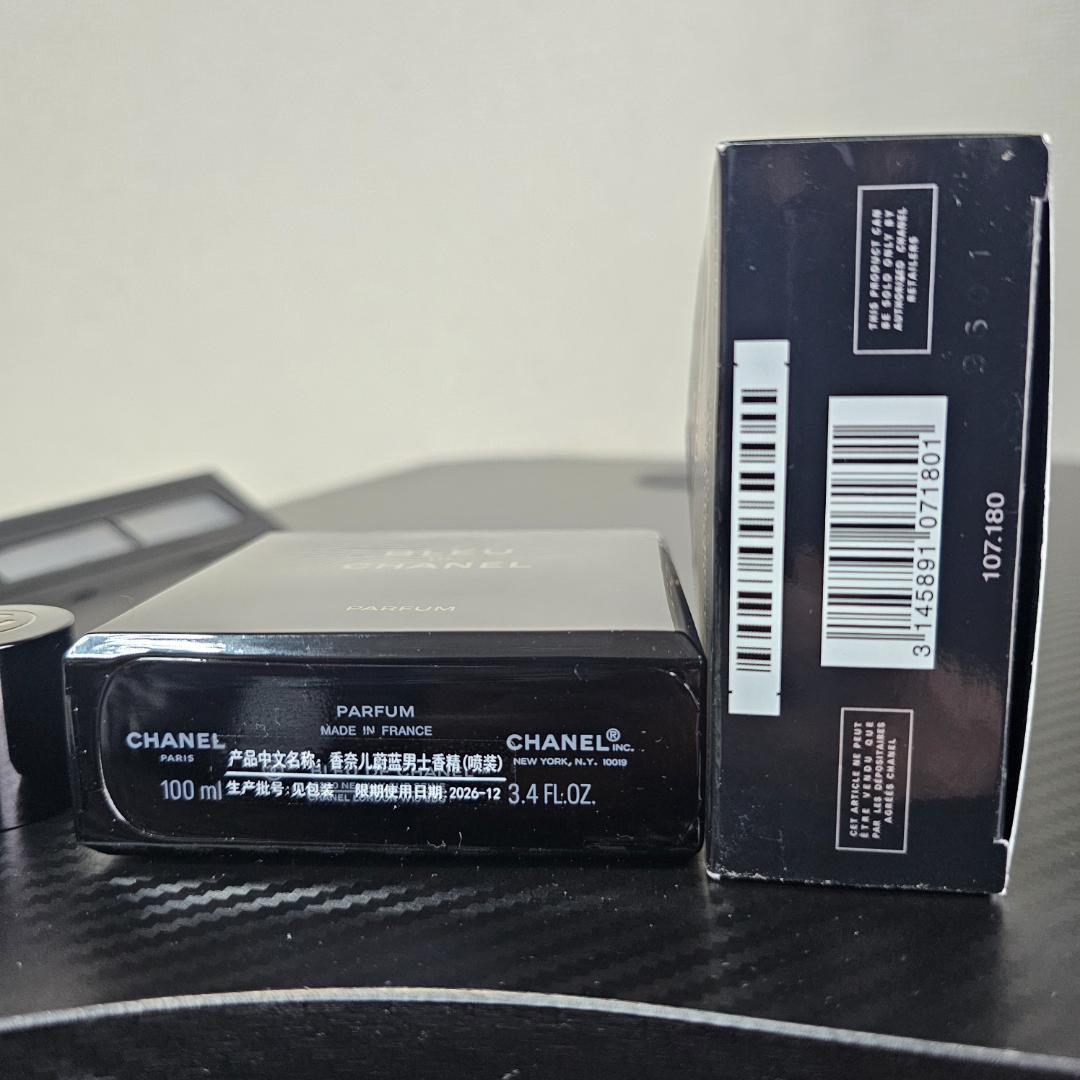 BLEU
CHANEL
PARFUM
PARFUM
MADE IN FRANCE
CHANEL
PARIS
100 ml
产品中文名称：香奈儿蔚蓝男士香精(喷装)
生产批号:见包装 限期使用日期:2026-12
CHANEL®INC.
NEW YORK, N.Y. 10019
3.4 FL.OZ.
THIS PRODUCT CAN
BE SOLD ONLY BY
AUTHORIZED CHANEL
RETAILERS
9601
3 145891 071801
107.180
CET ARTICLE NE PEUT
ÊTRE VENDU QUE
PAR LES DÉPOSITAIRES
AGRÉÉS CHANEL